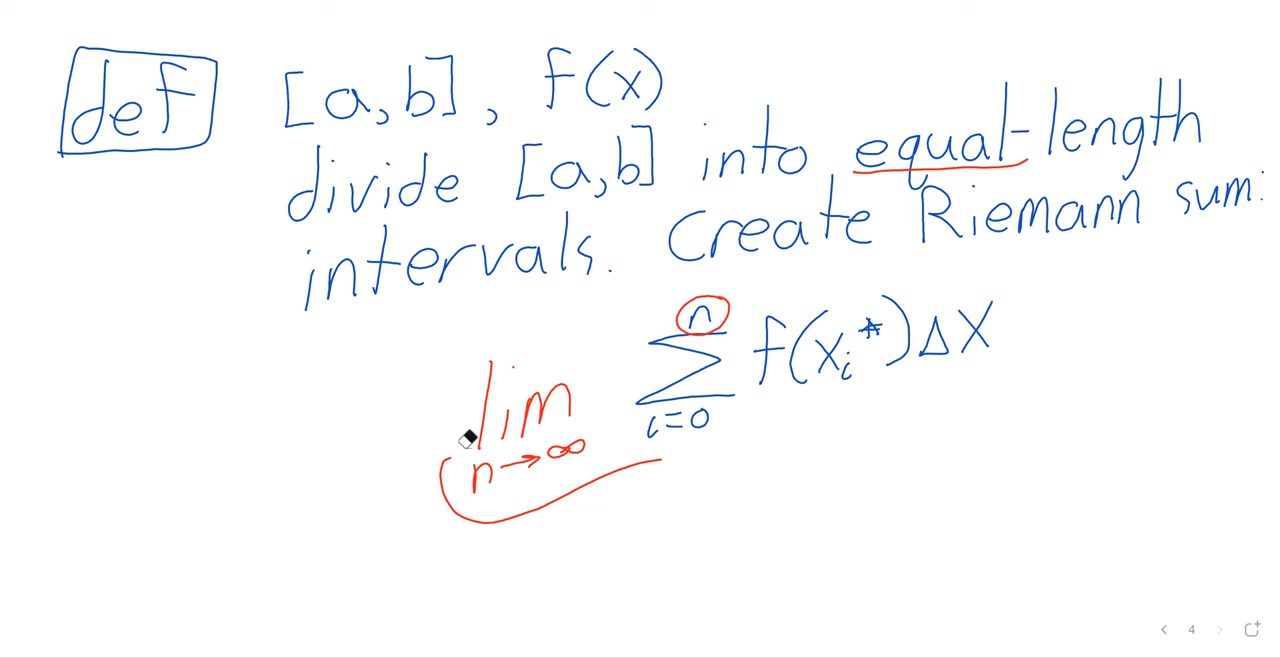 def [a,b], f(x)
divide [a,b] into equal-length
intervals. Create Riemann sum:
lim n→∞ ∑ i=0 n f(xᵢ*)Δx
4